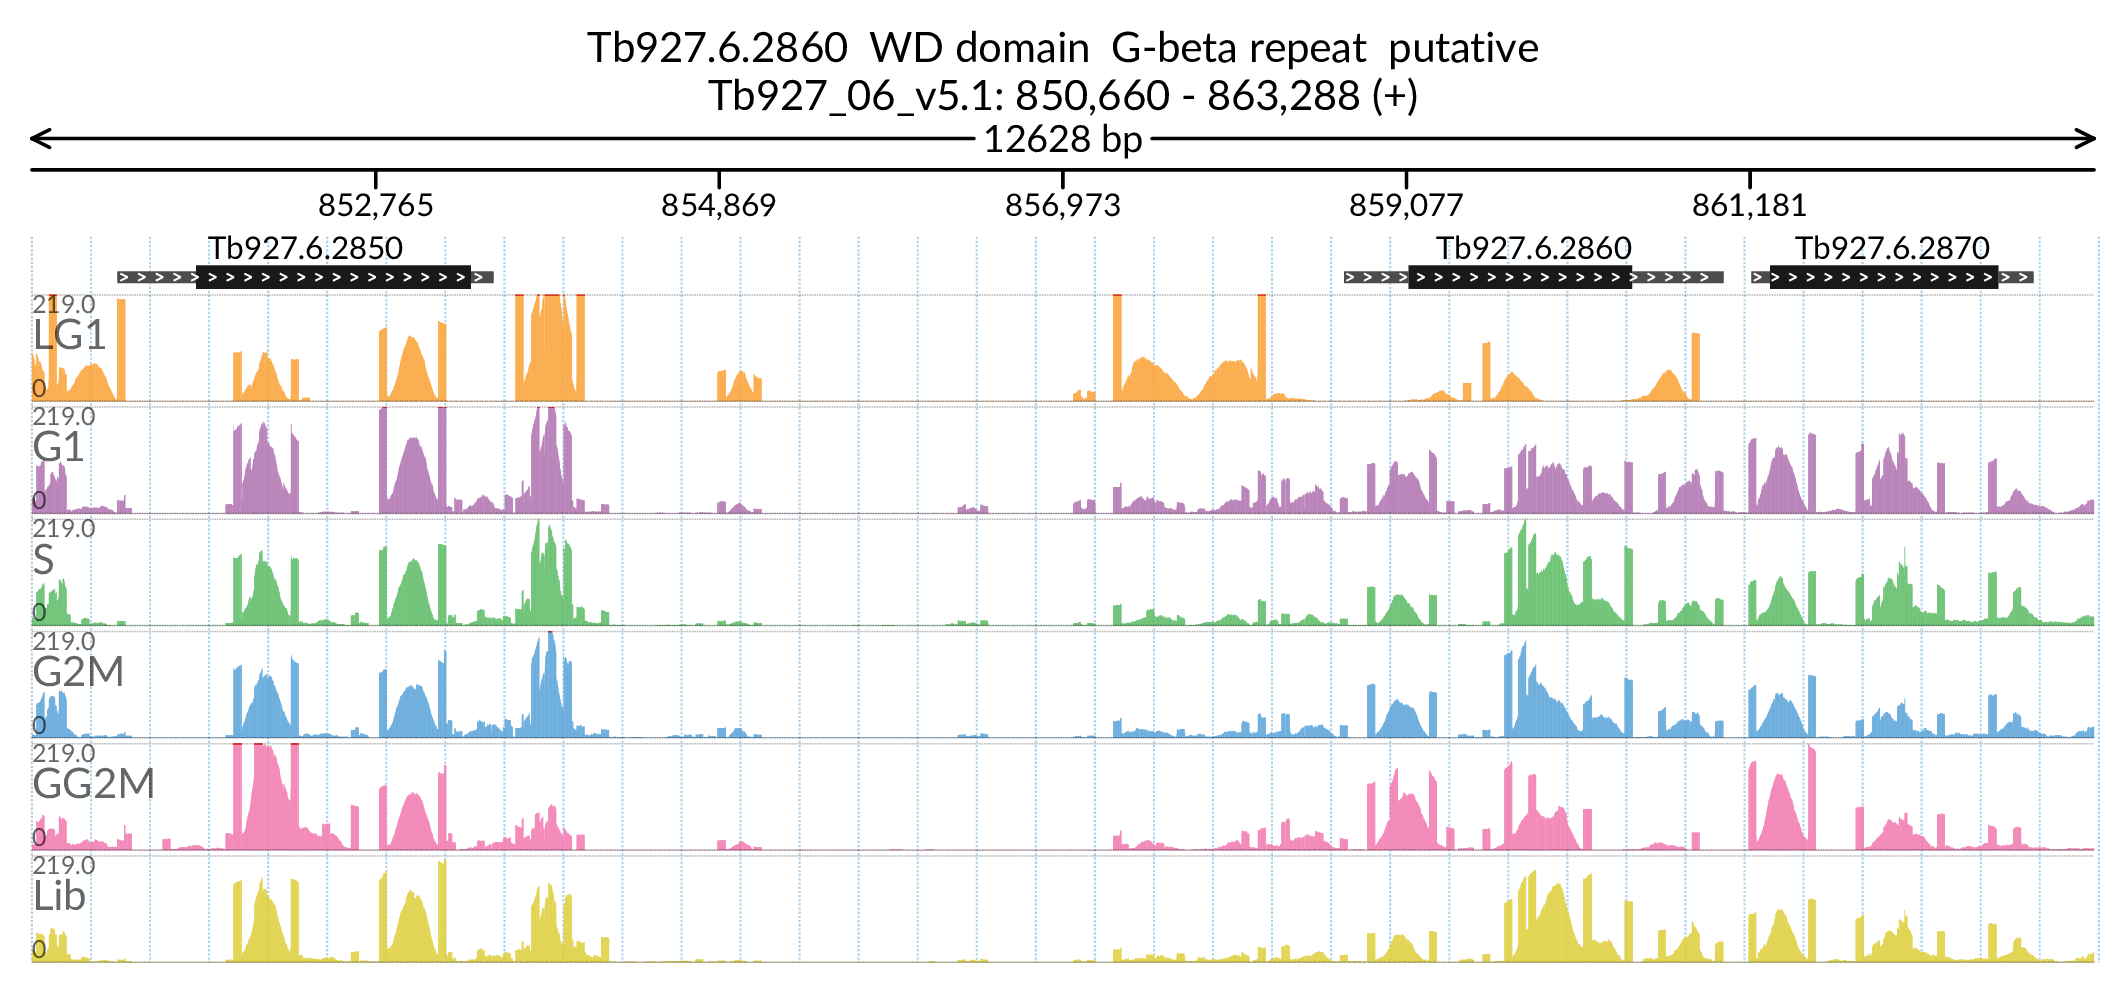 Tb927.6.2860 WD domain G-beta repeat putative
Tb927_06_v5.1: 850,660 - 863,288 (+)
12628 bp
852,765 854,869 856,973 859,077 861,181
Tb927.6.2850 Tb927.6.2860 Tb927.6.2870
219.0
LG1
0
219.0
G1
0
219.0
S
0
219.0
G2M
0
219.0
GG2M
0
219.0
Lib
0